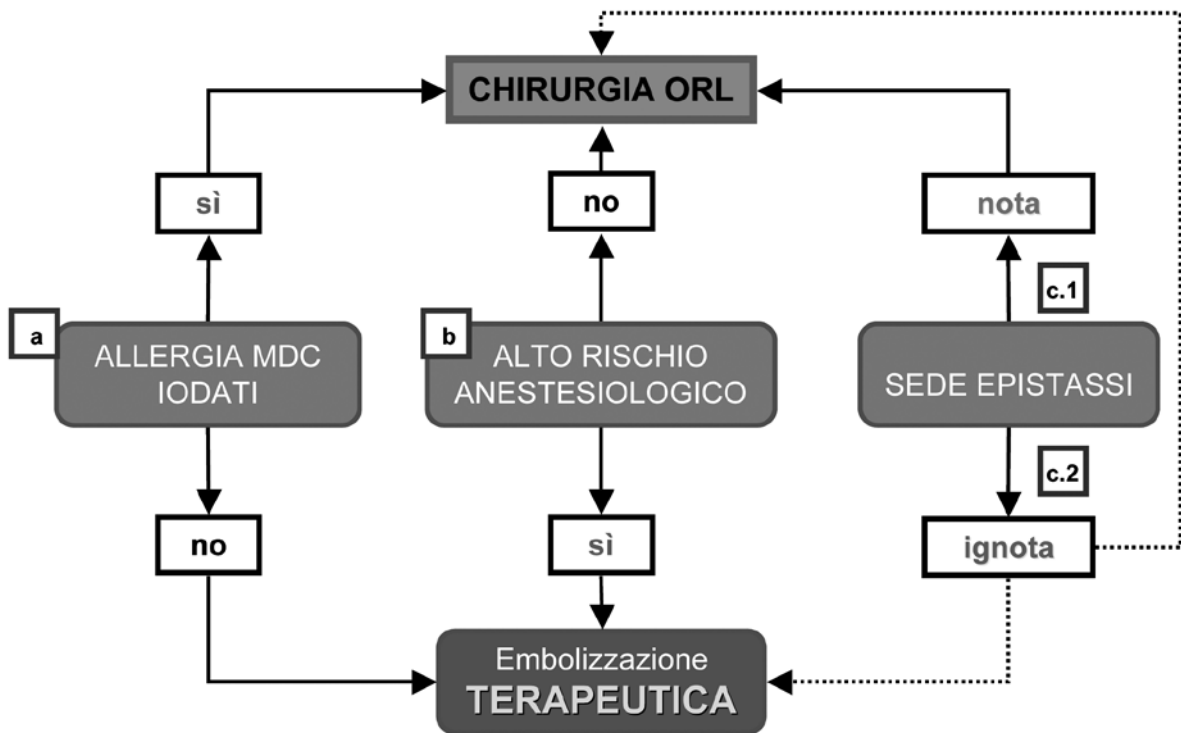 CHIRURGIA ORL
sì
no
nota
c.1
a
ALLERGIA MDC
IODATI
b
ALTO RISCHIO
ANESTESIOLOGICO
SEDE EPISTASSI
c.2
no
sì
ignota
Embolizzazione
TERAPEUTICA